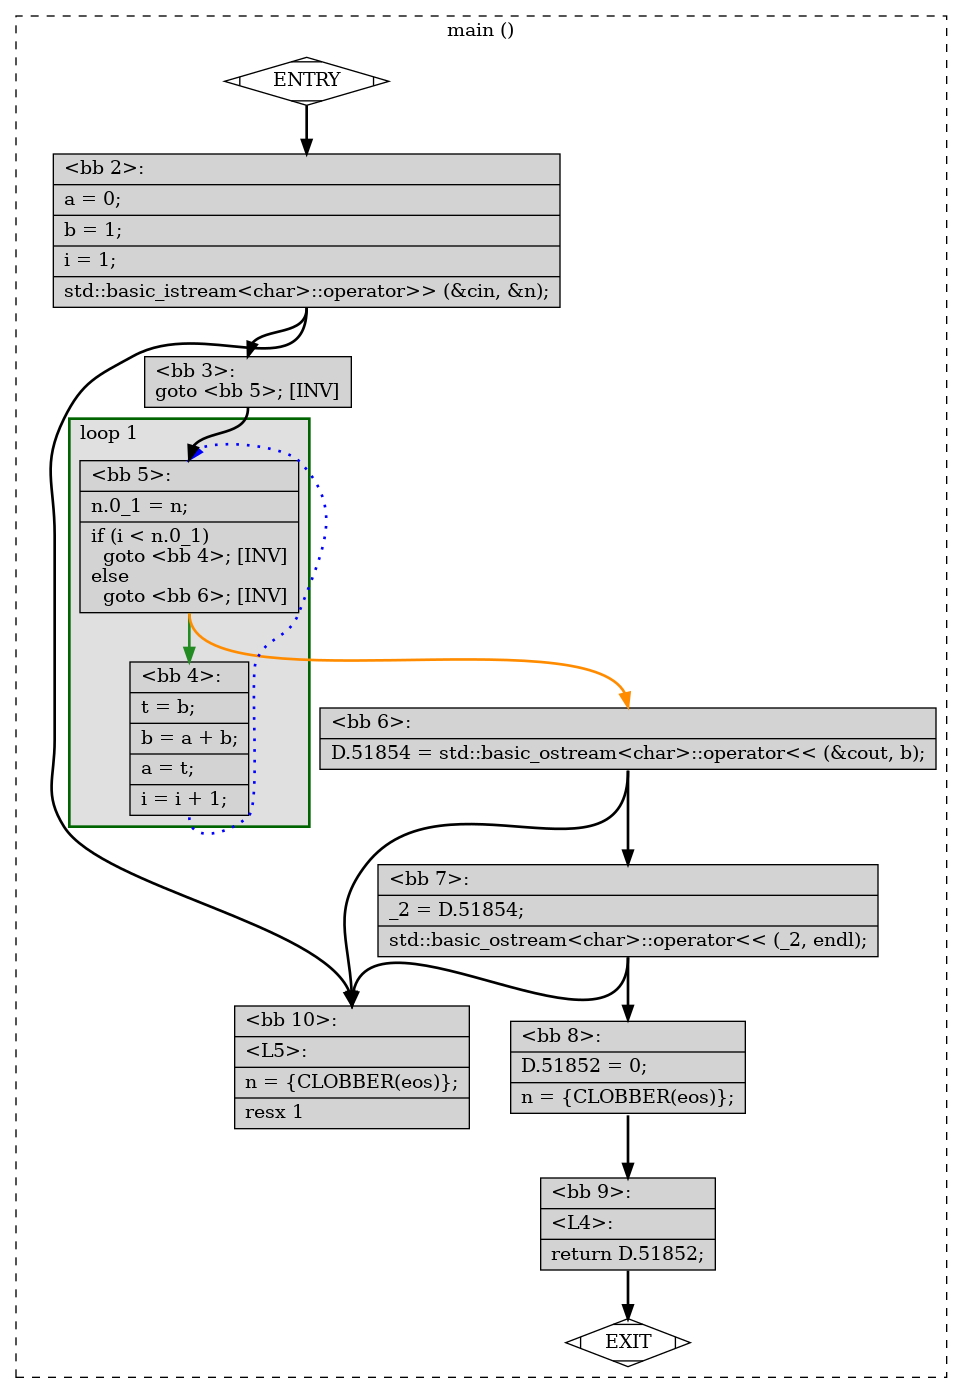 main ()
ENTRY
<bb 2>:
a = 0;
b = 1;
i = 1;
std::basic_istream<char>::operator>> (&cin, &n);
<bb 3>:
goto <bb 5>; [INV]
loop 1
<bb 5>:
n.0_1 = n;
if (i < n.0_1)
  goto <bb 4>; [INV]
else
  goto <bb 6>; [INV]
<bb 4>:
t = b;
b = a + b;
a = t;
i = i + 1;
<bb 6>:
D.51854 = std::basic_ostream<char>::operator<< (&cout, b);
<bb 7>:
_2 = D.51854;
std::basic_ostream<char>::operator<< (_2, endl);
<bb 10>:
<L5>:
n = {CLOBBER(eos)};
resx 1
<bb 8>:
D.51852 = 0;
n = {CLOBBER(eos)};
<bb 9>:
<L4>:
return D.51852;
EXIT